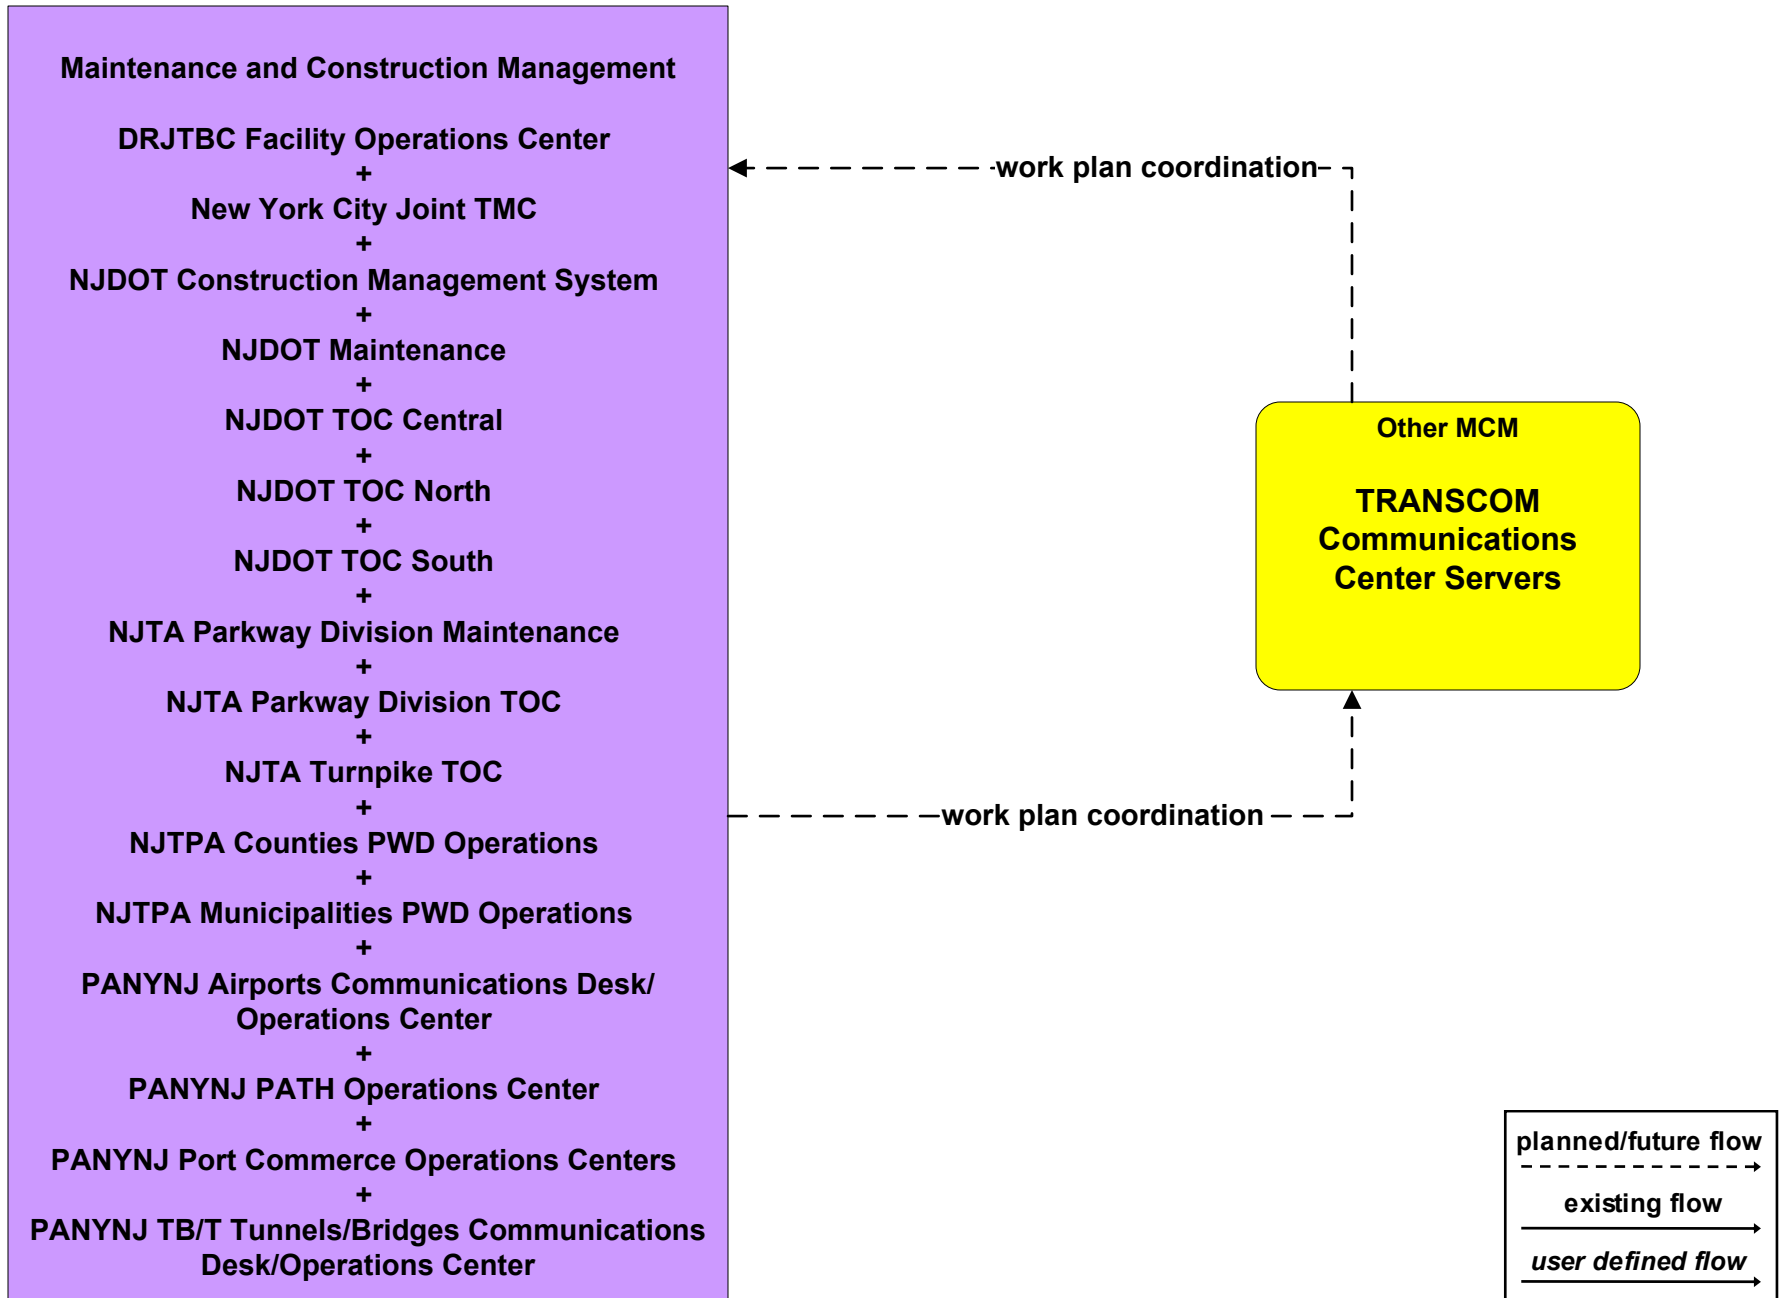 Maintenance and Construction Management
DRJTBC Facility Operations Center
+
New York City Joint TMC
+
NJDOT Construction Management System
+
NJDOT Maintenance
+
NJDOT TOC Central
+
NJDOT TOC North
+
NJDOT TOC South
+
NJTA Parkway Division Maintenance
+
NJTA Parkway Division TOC
+
NJTA Turnpike TOC
+
NJTPA Counties PWD Operations
+
NJTPA Municipalities PWD Operations
+
PANYNJ Airports Communications Desk/
Operations Center
+
PANYNJ PATH Operations Center
+
PANYNJ Port Commerce Operations Centers
+
PANYNJ TB/T Tunnels/Bridges Communications
Desk/Operations Center
work plan coordination
Other MCM
TRANSCOM
Communications
Center Servers
work plan coordination
planned/future flow
existing flow
user defined flow